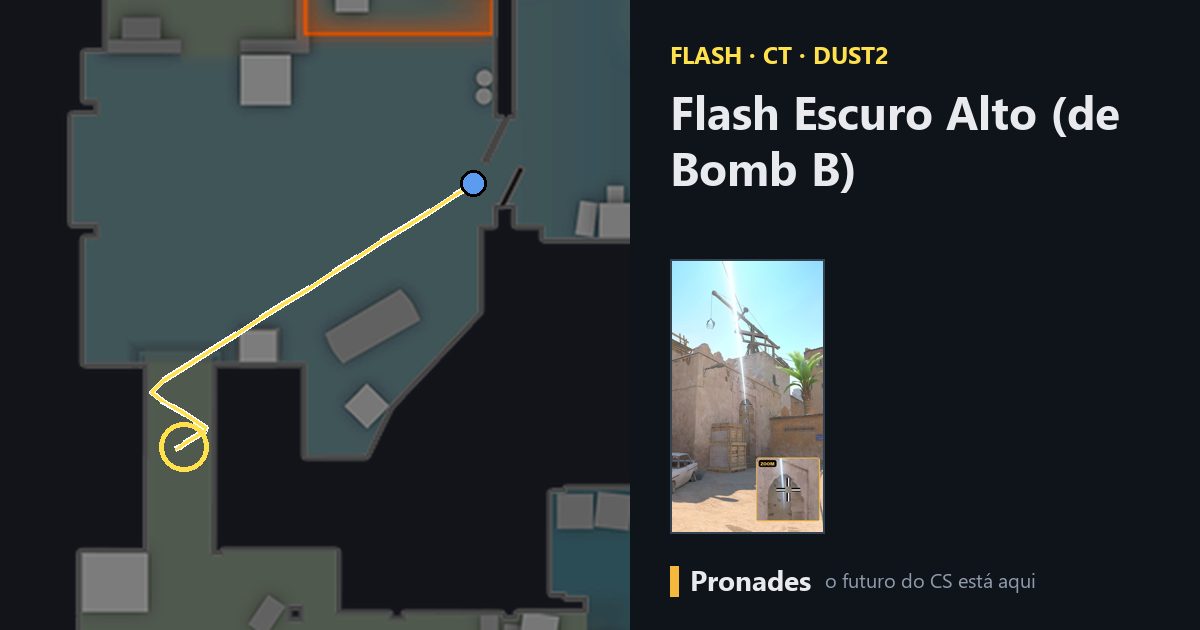 FLASH · CT · DUST2
Flash Escuro Alto (de
Bomb B)
ZOOM
Pronades o futuro do CS está aqui